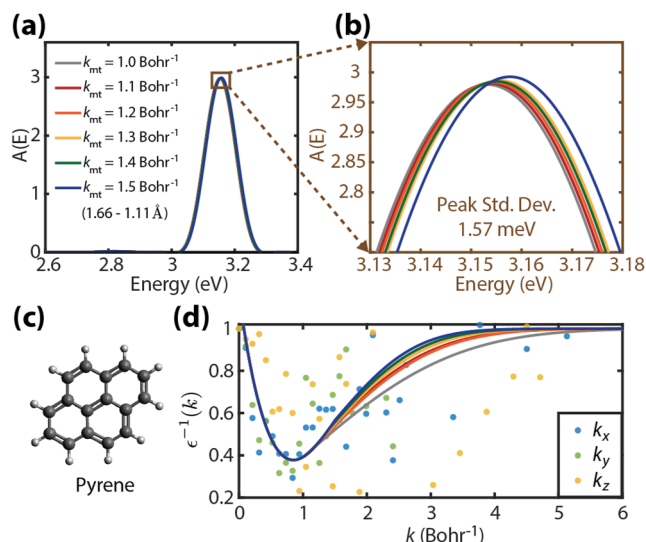 (a)
A(E)
3
2
1
0
k_mt = 1.0 Bohr⁻¹
k_mt = 1.1 Bohr⁻¹
k_mt = 1.2 Bohr⁻¹
k_mt = 1.3 Bohr⁻¹
k_mt = 1.4 Bohr⁻¹
k_mt = 1.5 Bohr⁻¹
(1.66 - 1.11 Å)
2.6 2.8 3 3.2 3.4
Energy (eV)
(b)
A(E)
3
2.95
2.9
2.85
2.8
Peak Std. Dev.
1.57 meV
3.13 3.14 3.15 3.16 3.17 3.18
Energy (eV)
(c)
Pyrene
(d)
ϵ⁻¹(k)
1
0.8
0.6
0.4
0.2
k_x
k_y
k_z
0 1 2 3 4 5 6
k (Bohr⁻¹)